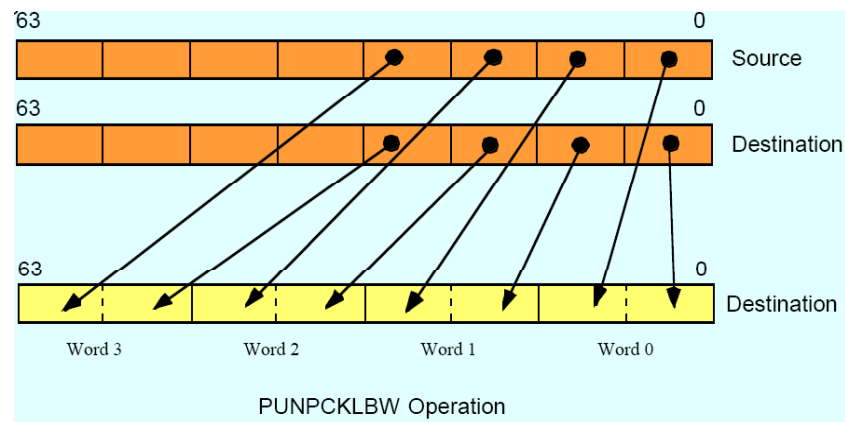 63 0
Source
63 0
Destination
63 0
Destination
Word 3 Word 2 Word 1 Word 0
PUNPCKLBW Operation